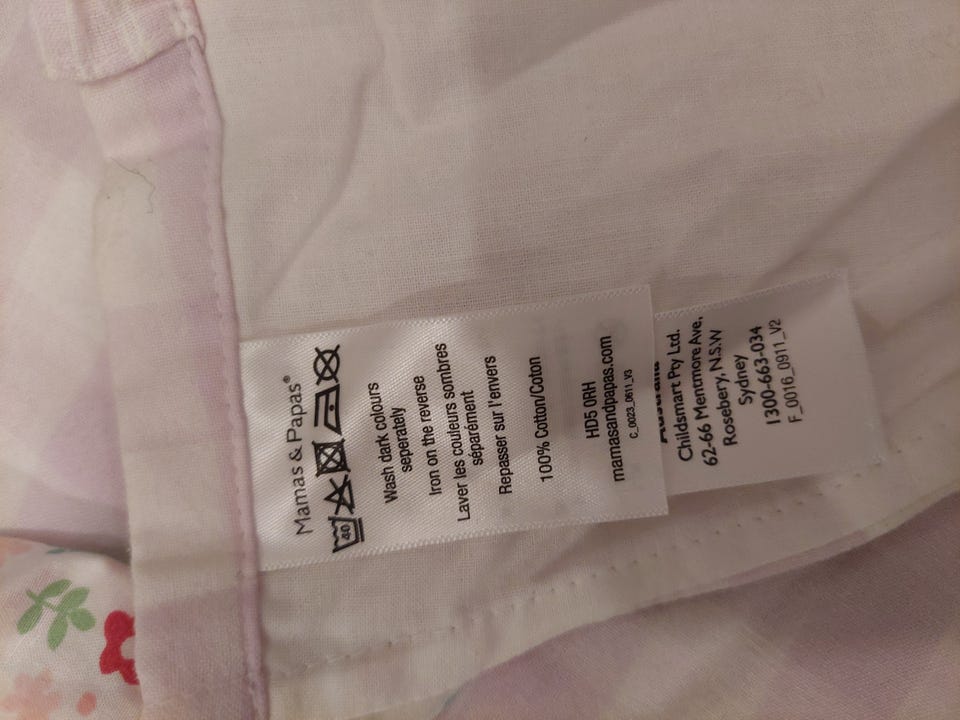 Mamas & Papas®
40
Wash dark colours
seperately
Iron on the reverse
Laver les couleurs sombres
séparément
Repasser sur l'envers
100% Cotton/Coton
HD5 0RH
mamasandpapas.com
C_0023_0611_V3
Australia
Childsmart Pty Ltd.
62-66 Mentmore Ave,
Rosebery, N.S.W
Sydney
1300-663-034
F_0016_0911_V2